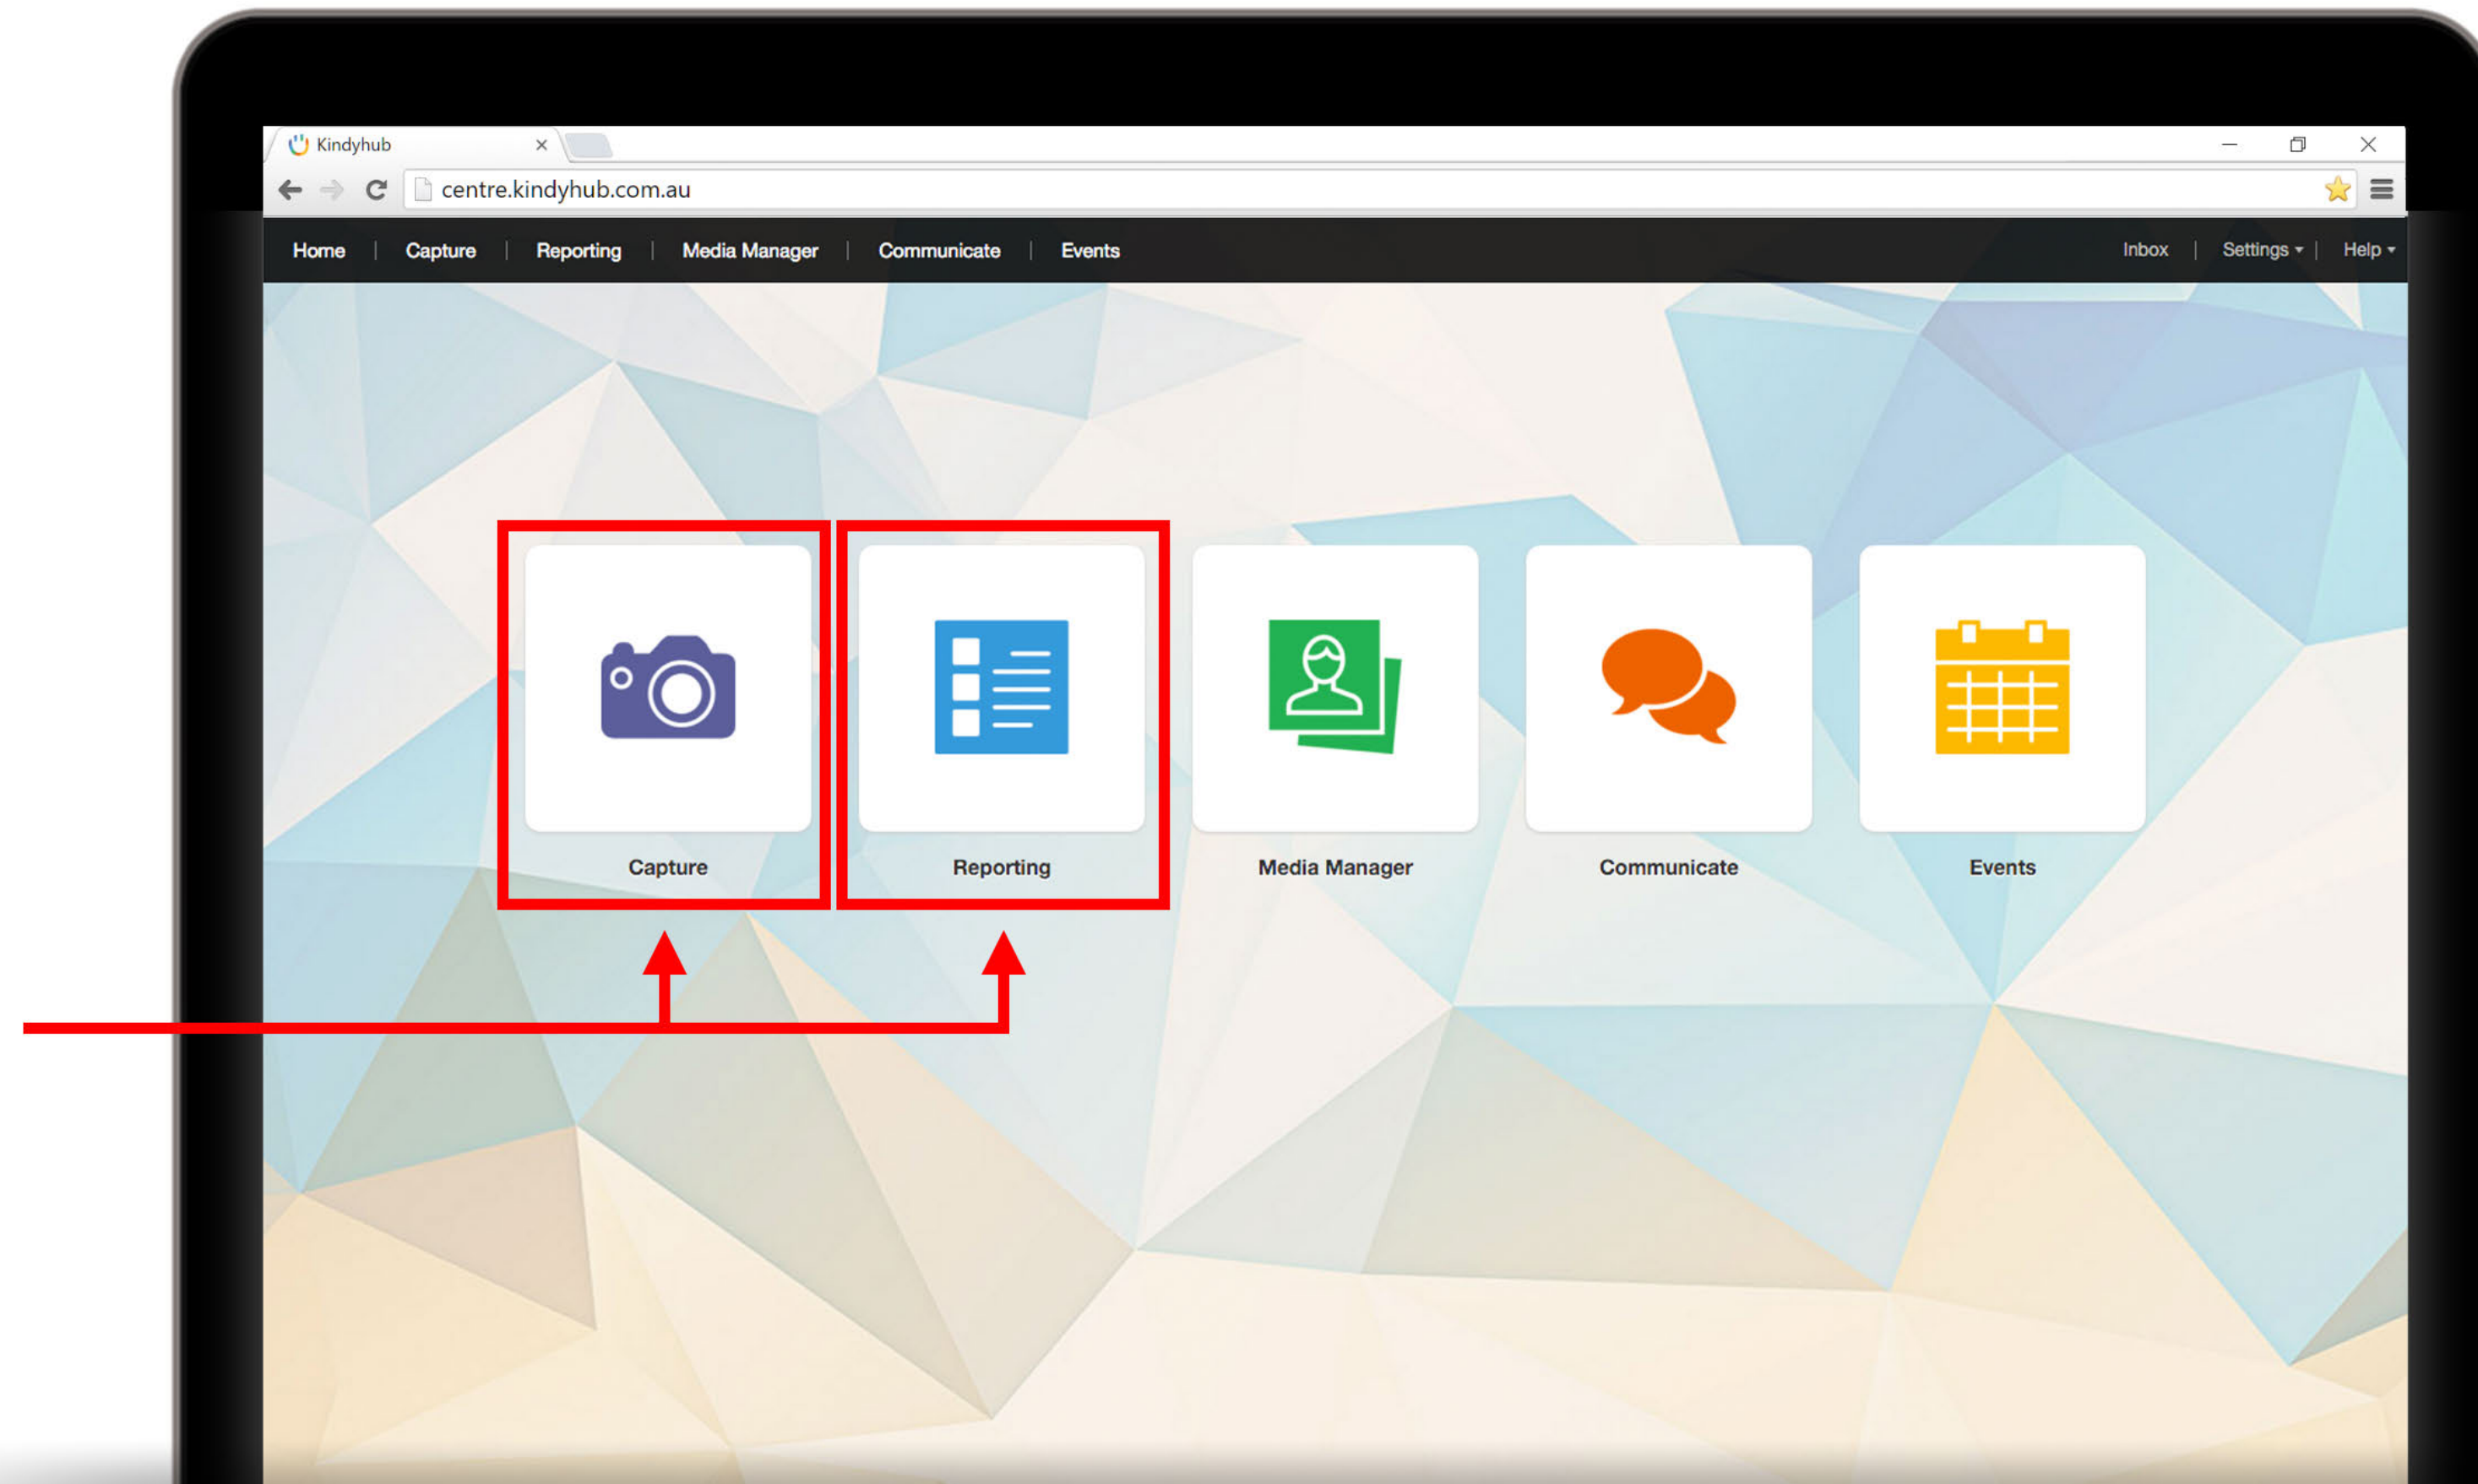 Kindyhub
centre.kindyhub.com.au
Home | Capture | Reporting | Media Manager | Communicate | Events Inbox | Settings | Help
Capture Reporting Media Manager Communicate Events